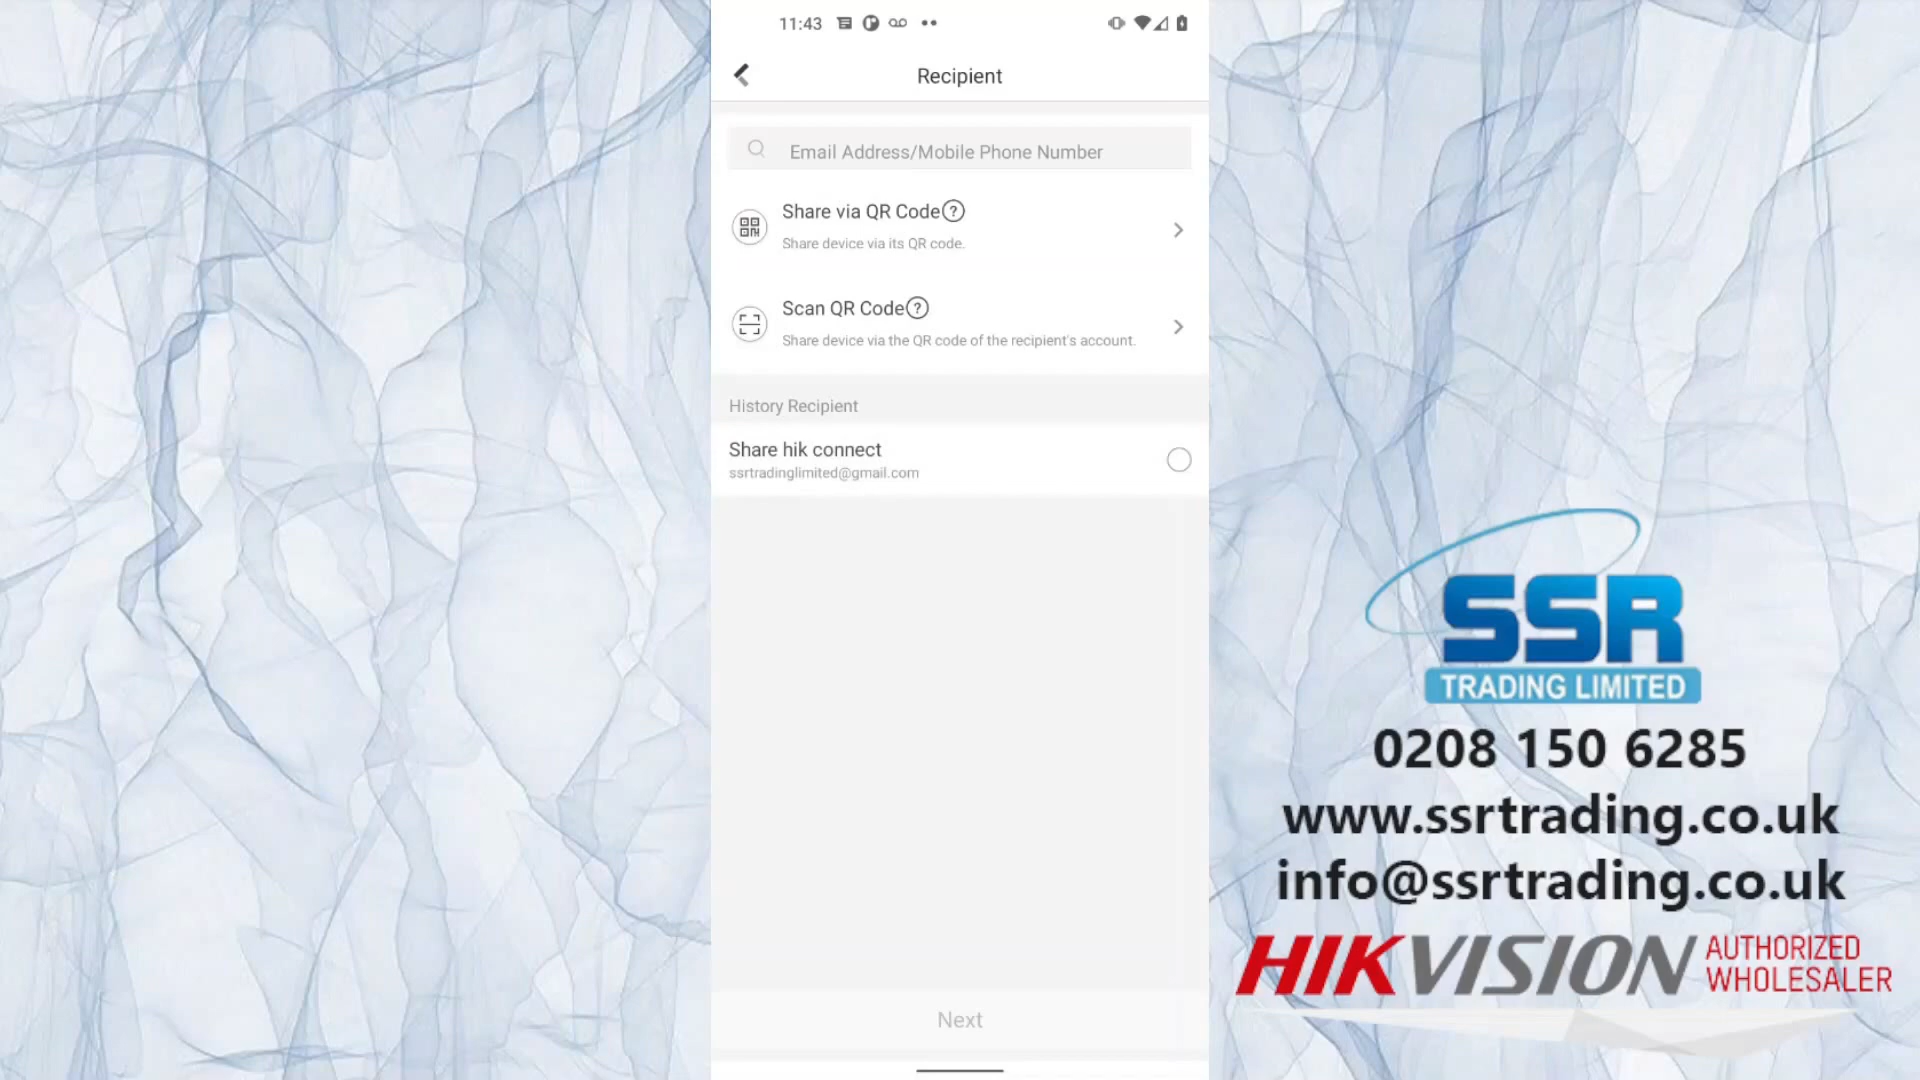 11:43
Recipient
Email Address/Mobile Phone Number
Share via QR Code?
Share device via its QR code.
Scan QR Code?
Share device via the QR code of the recipient's account.
History Recipient
Share hik connect
ssrtradinglimited@gmail.com
Next
SSR
TRADING LIMITED
0208 150 6285
www.ssrtrading.co.uk
info@ssrtrading.co.uk
HIKVISION AUTHORIZED
WHOLESALER